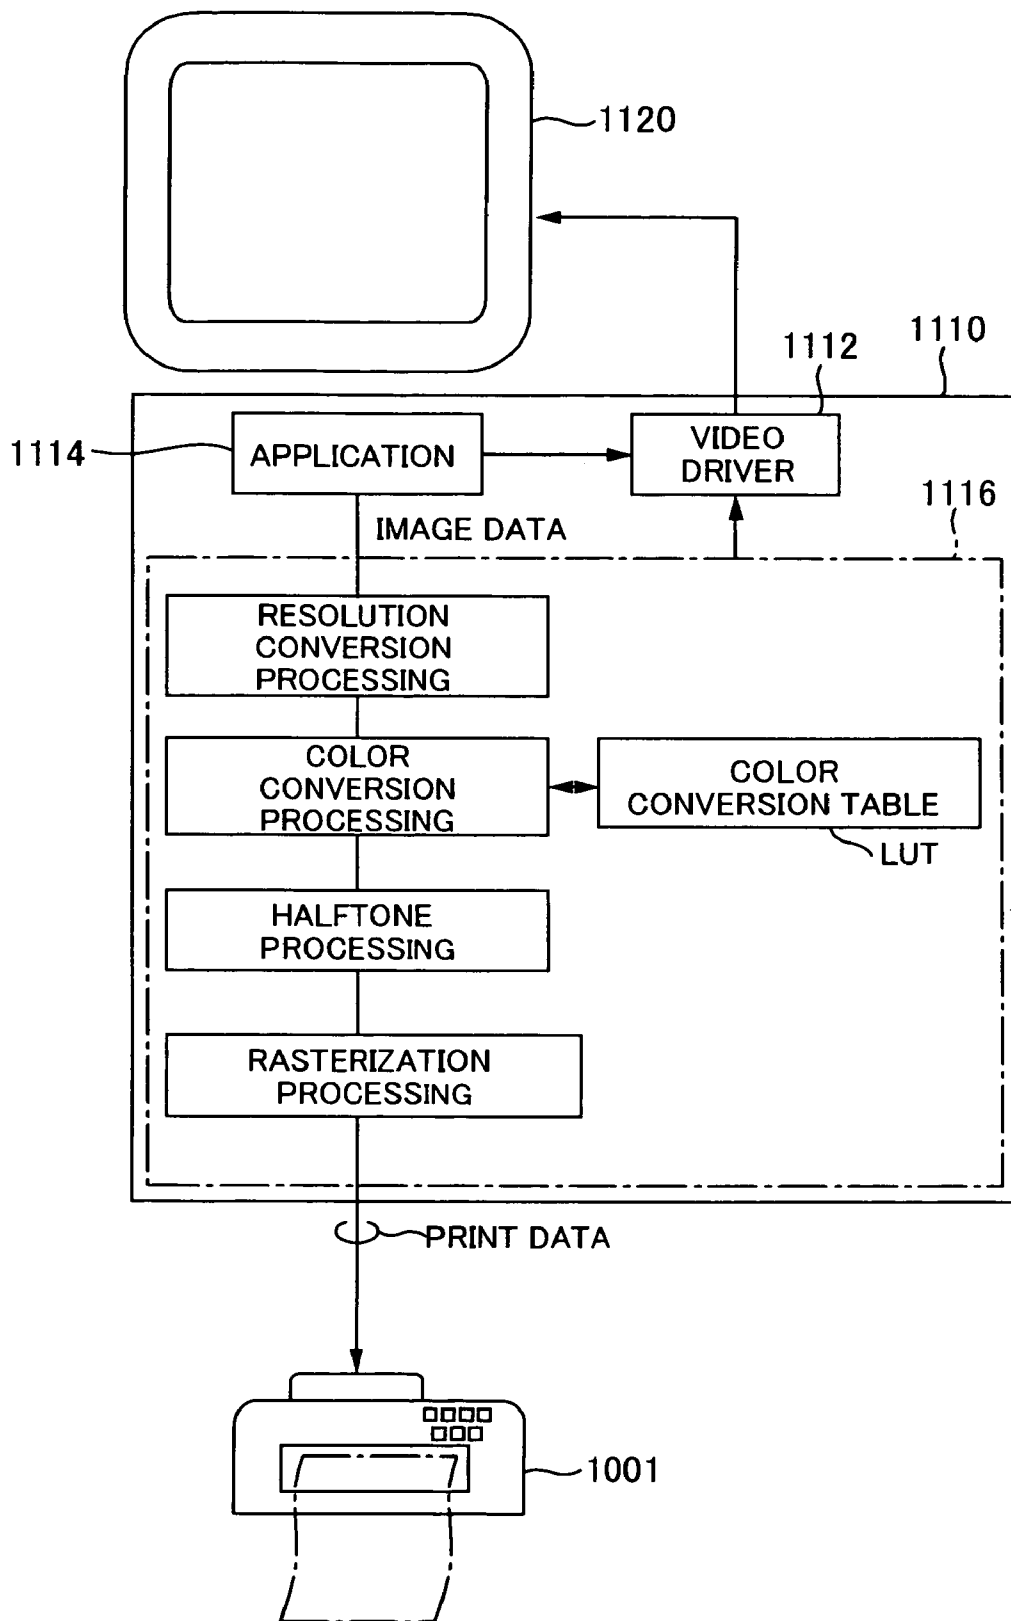 1120
1110
1112
1114
APPLICATION
VIDEO
DRIVER
1116
IMAGE DATA
RESOLUTION
CONVERSION
PROCESSING
COLOR
CONVERSION
PROCESSING
COLOR
CONVERSION TABLE
LUT
HALFTONE
PROCESSING
RASTERIZATION
PROCESSING
PRINT DATA
1001